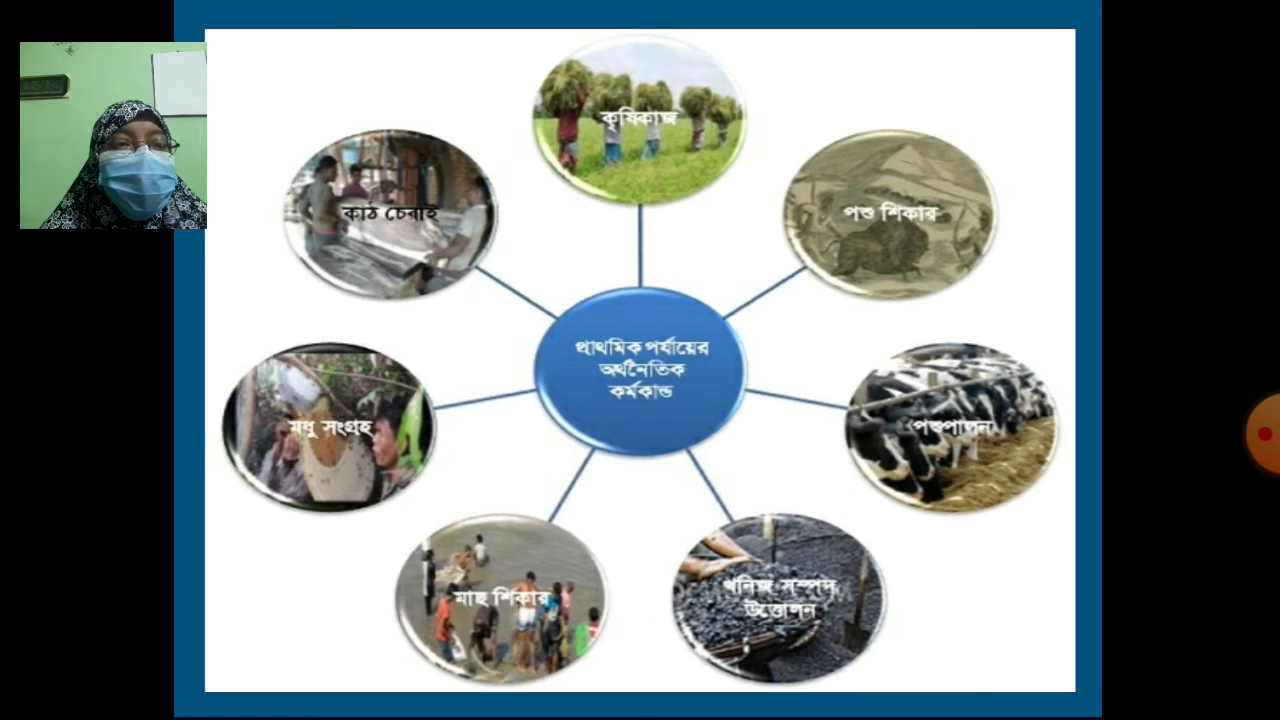 কৃষিকাজ
পশু শিকার
পশুপালন
খনিজ সম্পদ
উত্তোলন
মাছ শিকার
মধু সংগ্রহ
কাঠ চেরাই
প্রাথমিক পর্যায়ের
অর্থনৈতিক
কর্মকান্ড